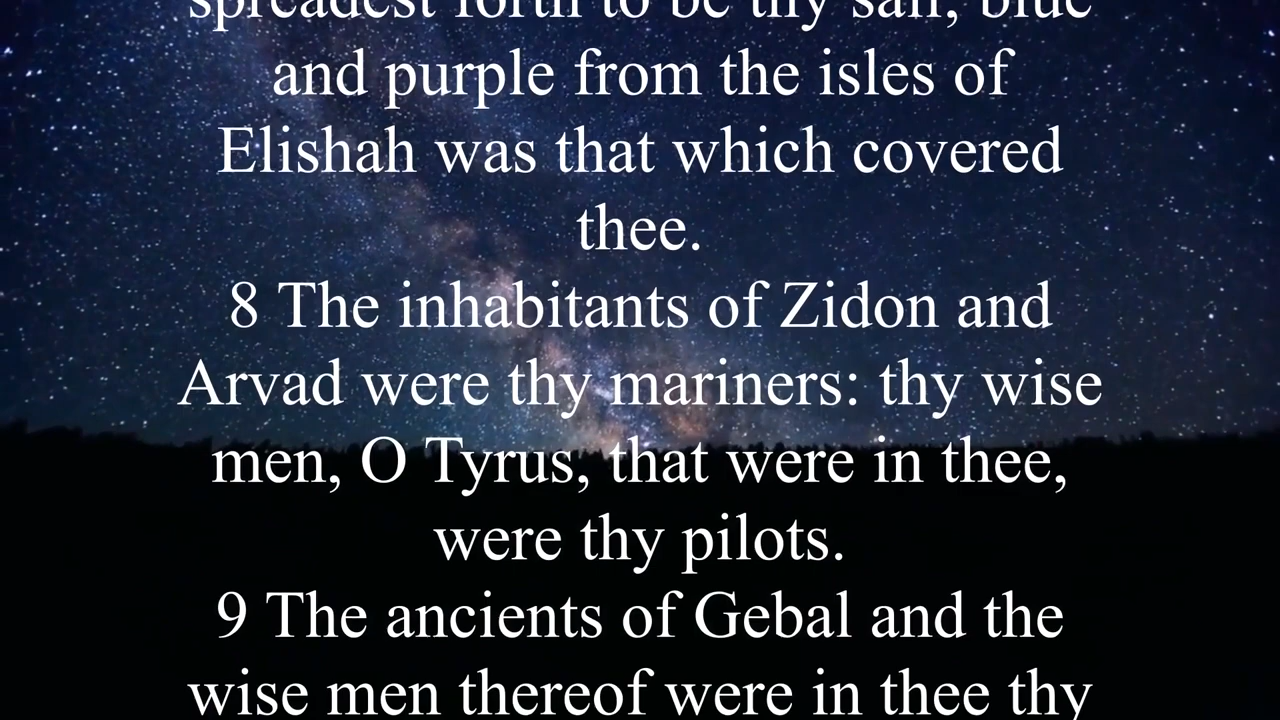 spreadest forth to be thy sail; blue
and purple from the isles of
Elishah was that which covered
thee.
8 The inhabitants of Zidon and
Arvad were thy mariners: thy wise
men, O Tyrus, that were in thee,
were thy pilots.
9 The ancients of Gebal and the
wise men thereof were in thee thy